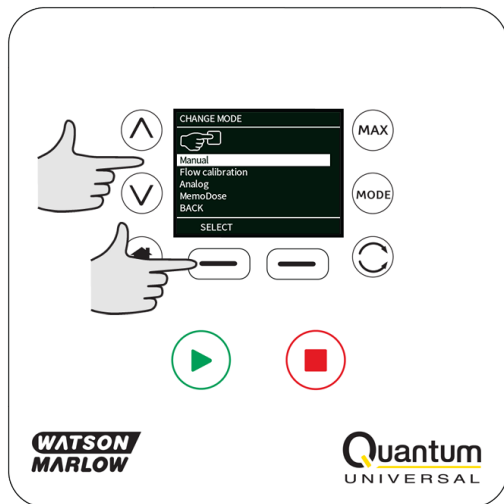 CHANGE MODE
MAX
Manual
Flow calibration
Analog
MemoDose
MODE
BACK
SELECT
WATSON
MARLOW
Quantum
UNIVERSAL